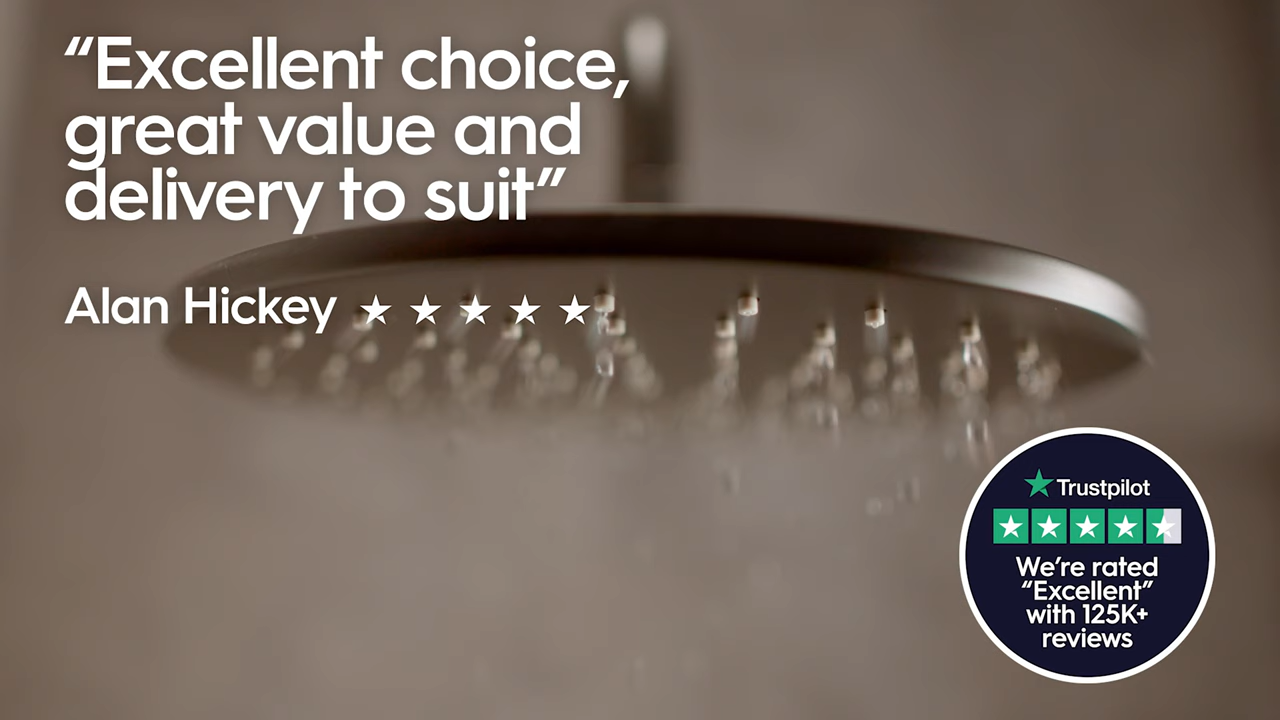 “Excellent choice,
great value and
delivery to suit”
Alan Hickey ★ ★ ★ ★ ★
Trustpilot
We’re rated
“Excellent”
with 125K+
reviews